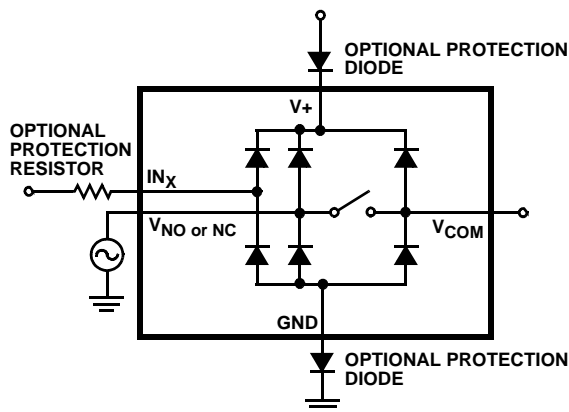 OPTIONAL PROTECTION
DIODE
V+
OPTIONAL
PROTECTION
RESISTOR
INX
VNO or NC
VCOM
GND
OPTIONAL PROTECTION
DIODE